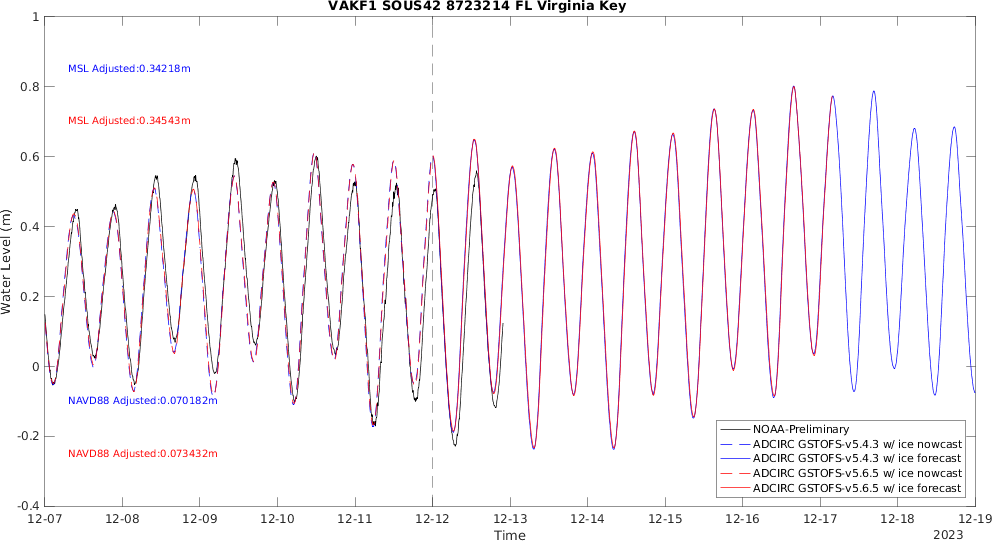 VAKF1 SOUS42 8723214 FL Virginia Key
1
0.8
0.6
0.4
0.2
0
-0.2
-0.4
Water Level (m)
MSL Adjusted:0.34218m
MSL Adjusted:0.34543m
NAVD88 Adjusted:0.070182m
NAVD88 Adjusted:0.073432m
NOAA-Preliminary
ADCIRC GSTOFS-v5.4.3 w/ ice nowcast
ADCIRC GSTOFS-v5.4.3 w/ ice forecast
ADCIRC GSTOFS-v5.6.5 w/ ice nowcast
ADCIRC GSTOFS-v5.6.5 w/ ice forecast
12-07 12-08 12-09 12-10 12-11 12-12 12-13 12-14 12-15 12-16 12-17 12-18 12-19
Time
2023